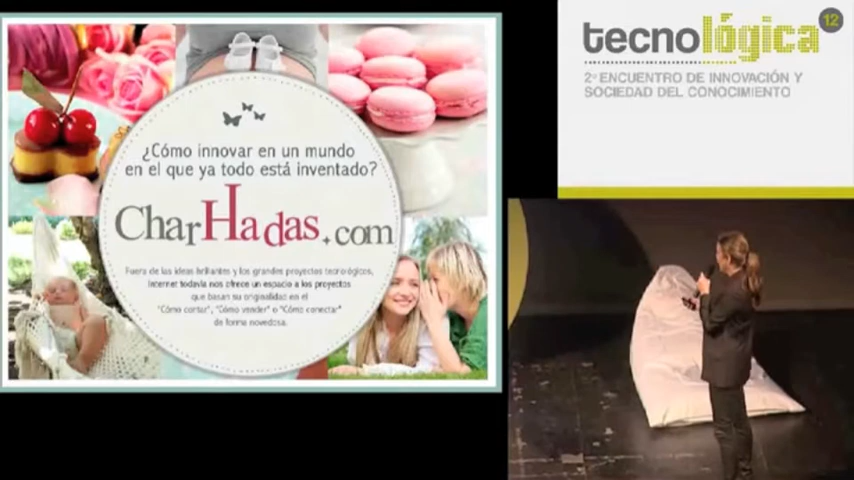 ¿Cómo innovar en un mundo
en el que ya todo está inventado?
CharHadas.com
Fuera de las ideas brillantes y los grandes proyectos tecnológicos,
Internet todavía nos ofrece un espacio a los proyectos
que basan su originalidad en el
"Cómo contar", "Cómo vender" o "Cómo conectar"
de forma novedosa.
tecnológica 12
2º ENCUENTRO DE INNOVACIÓN Y
SOCIEDAD DEL CONOCIMIENTO